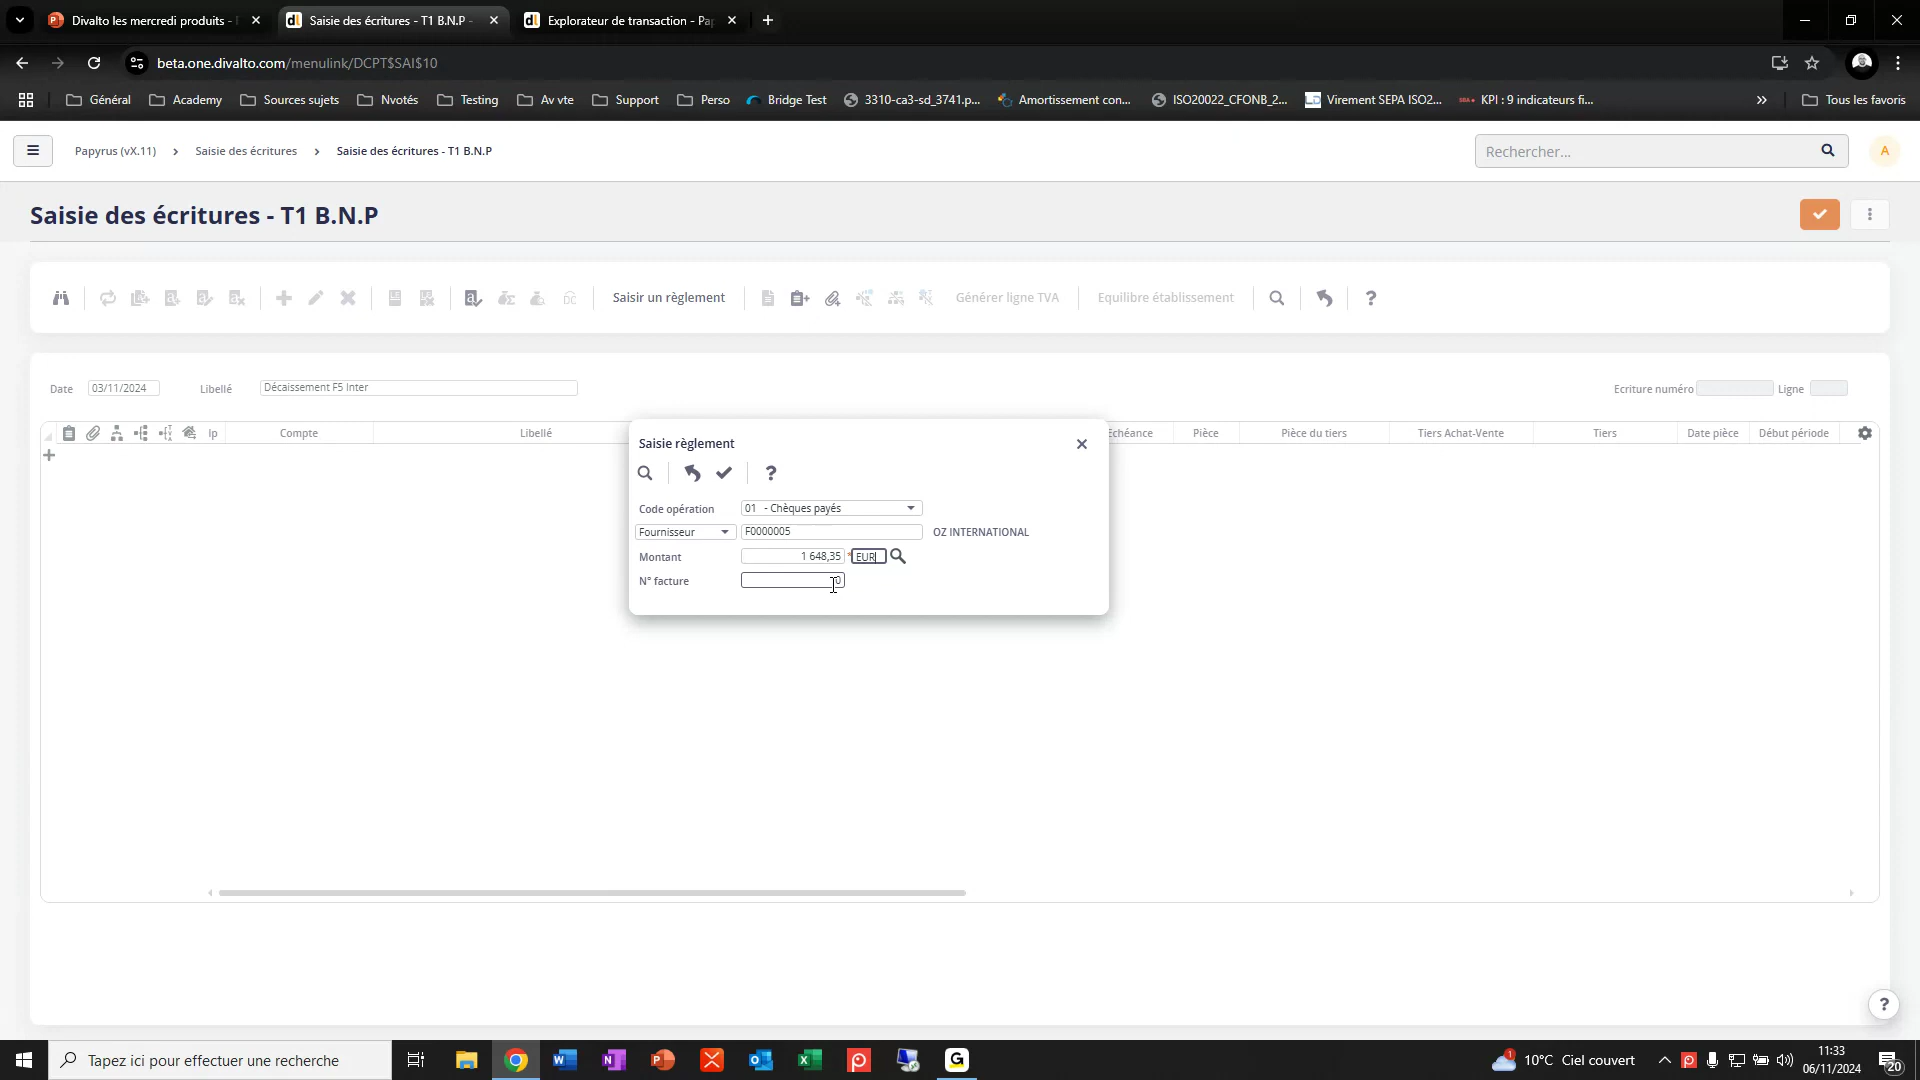 Divalto les mercredi produits -
Saisie des écritures - T1 B.N.P -
Explorateur de transaction - Pap
beta.one.divalto.com/menulink/DCPT$SAI$10
Général
Academy
Sources sujets
Nvotés
Testing
Av vte
Support
Perso
Bridge Test
3310-ca3-sd_3741.p...
Amortissement con...
ISO20022_CFONB_2...
Virement SEPA ISO2...
KPI : 9 indicateurs fi...
Tous les favoris
Papyrus (vX.11)
Saisie des écritures
Saisie des écritures - T1 B.N.P
Rechercher...
A
Saisie des écritures - T1 B.N.P
Saisir un règlement
Générer ligne TVA
Equilibre établissement
?
Date 03/11/2024 Libellé Décaissement F5 Inter
Ecriture numéro Ligne
Ip Compte Libellé Echéance Pièce Pièce du tiers Tiers Achat-Vente Tiers Date pièce Début période
Saisie règlement
?
Code opération 01 - Chèques payés
Fournisseur F0000005 OZ INTERNATIONAL
Montant 1 648,35 * EUR
N° facture 0
?
Tapez ici pour effectuer une recherche
1
10°C Ciel couvert
11:33
06/11/2024
20